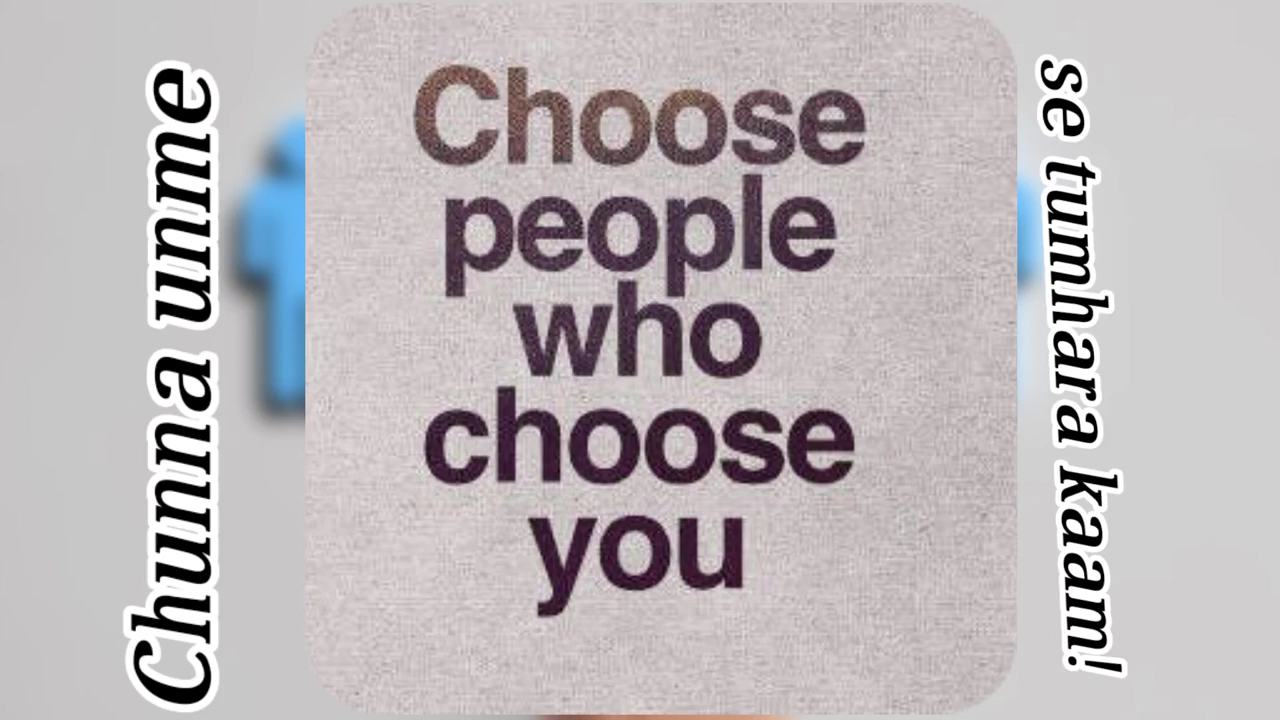 Chunna unme
Choose
people
who
choose
you
se tumhara kaam!